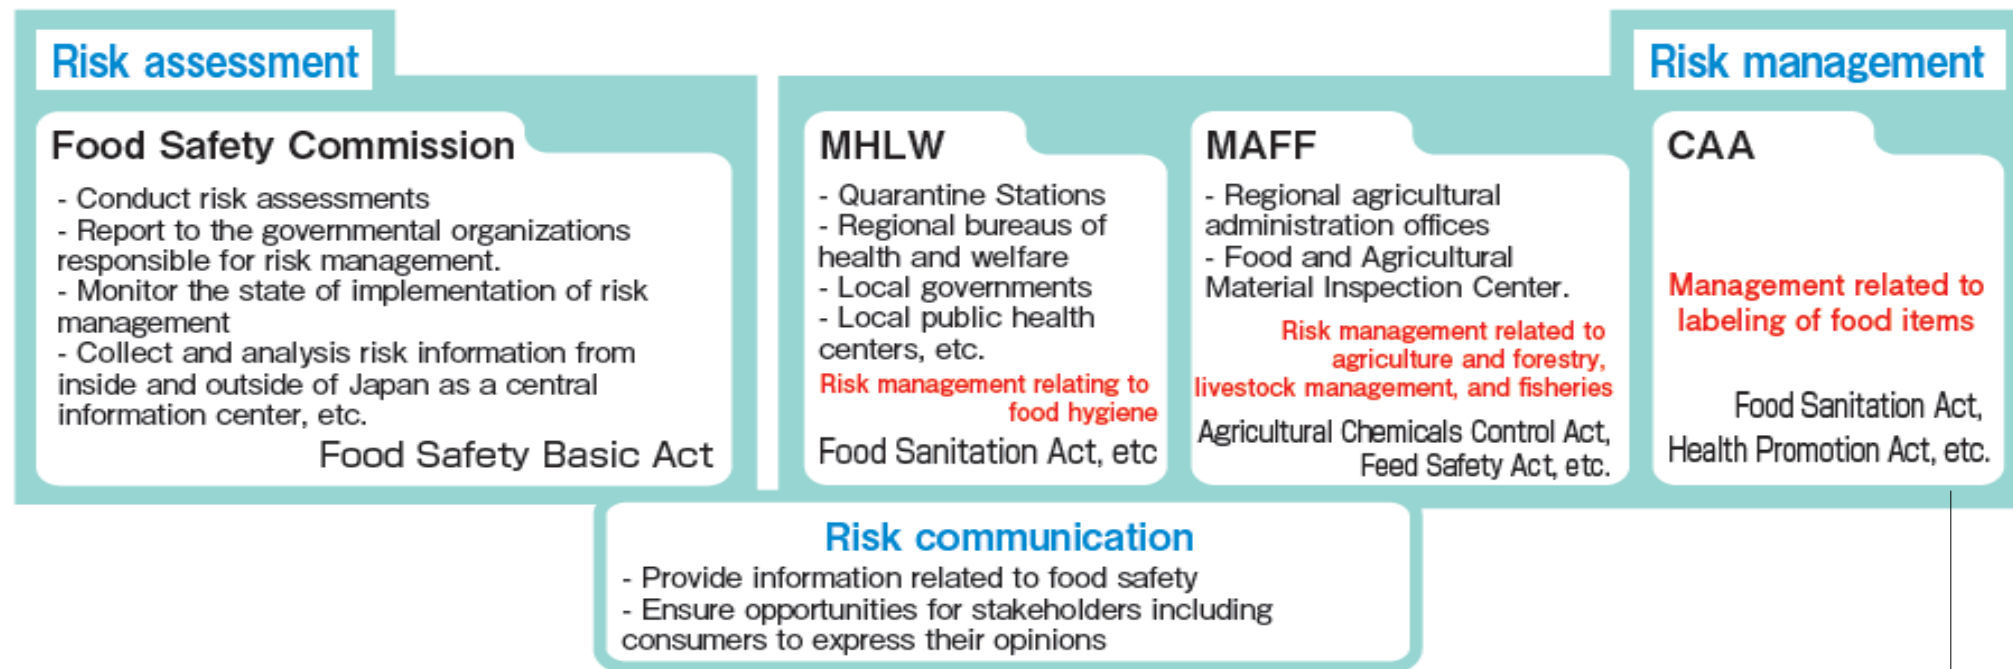 Risk assessment
Food Safety Commission
- Conduct risk assessments
- Report to the governmental organizations
responsible for risk management.
- Monitor the state of implementation of risk
management
- Collect and analysis risk information from
inside and outside of Japan as a central
information center, etc.
Food Safety Basic Act
Risk management
MHLW
- Quarantine Stations
- Regional bureaus of
health and welfare
- Local governments
- Local public health
centers, etc.
Risk management relating to
food hygiene
Food Sanitation Act, etc
MAFF
- Regional agricultural
administration offices
- Food and Agricultural
Material Inspection Center.
Risk management related to
agriculture and forestry,
livestock management, and fisheries
Agricultural Chemicals Control Act,
Feed Safety Act, etc.
CAA
Management related to
labeling of food items
Food Sanitation Act,
Health Promotion Act, etc.
Risk communication
- Provide information related to food safety
- Ensure opportunities for stakeholders including
consumers to express their opinions